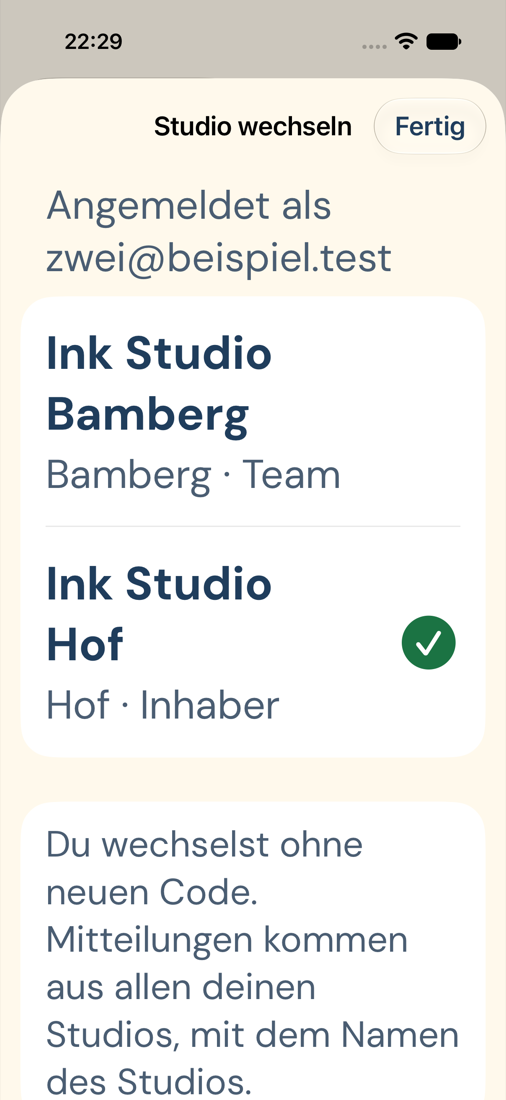 22:29
Studio wechseln
Fertig
Angemeldet als
zwei@beispiel.test
Ink Studio
Bamberg
Bamberg · Team
Ink Studio
Hof
Hof · Inhaber
Du wechselst ohne
neuen Code.
Mitteilungen kommen
aus allen deinen
Studios, mit dem Namen
des Studios.